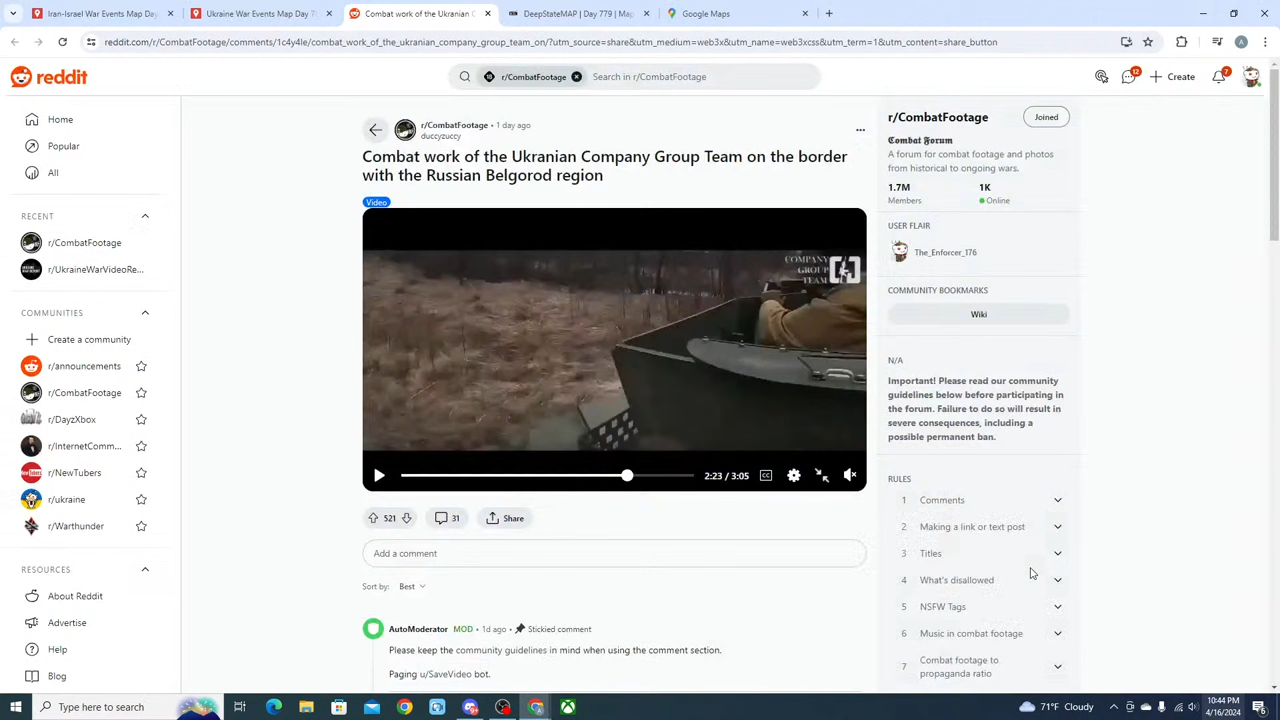 Iran-Israel War Events Map Day
Ukraine War Events Map Day 7
Combat work of the Ukranian C
DeepStateMAP | Day 779 | Map
Google Maps
reddit.com/r/CombatFootage/comments/1c4y4le/combat_work_of_the_ukranian_company_group_team_on/?utm_source=share&utm_medium=web3x&utm_name=web3xcss&utm_term=1&utm_content=share_button
reddit
r/CombatFootage
Search in r/CombatFootage
12
Create
7
Home
Popular
All
RECENT
r/CombatFootage
r/UkraineWarVideoRe...
COMMUNITIES
Create a community
r/announcements
r/CombatFootage
r/DayzXbox
r/InternetComm...
r/NewTubers
r/ukraine
r/Warthunder
RESOURCES
About Reddit
Advertise
Help
Blog
r/CombatFootage • 1 day ago
duccyzuccy
Combat work of the Ukranian Company Group Team on the border
with the Russian Belgorod region
Video
COMPANY
GROUP
TEAM
2:23 / 3:05
521
31
Share
Add a comment
Sort by: Best
AutoModerator MOD • 1d ago • Stickied comment
Please keep the community guidelines in mind when using the comment section.
Paging u/SaveVideo bot.
r/CombatFootage
Joined
Combat Forum
A forum for combat footage and photos
from historical to ongoing wars.
1.7M
1K
Members
Online
USER FLAIR
The_Enforcer_176
COMMUNITY BOOKMARKS
Wiki
N/A
Important! Please read our community
guidelines below before participating in
the forum. Failure to do so will result in
severe consequences, including a
possible permanent ban.
RULES
1 Comments
2 Making a link or text post
3 Titles
4 What's disallowed
5 NSFW Tags
6 Music in combat footage
7 Combat footage to
propaganda ratio
Type here to search
71°F Cloudy
10:44 PM
4/16/2024